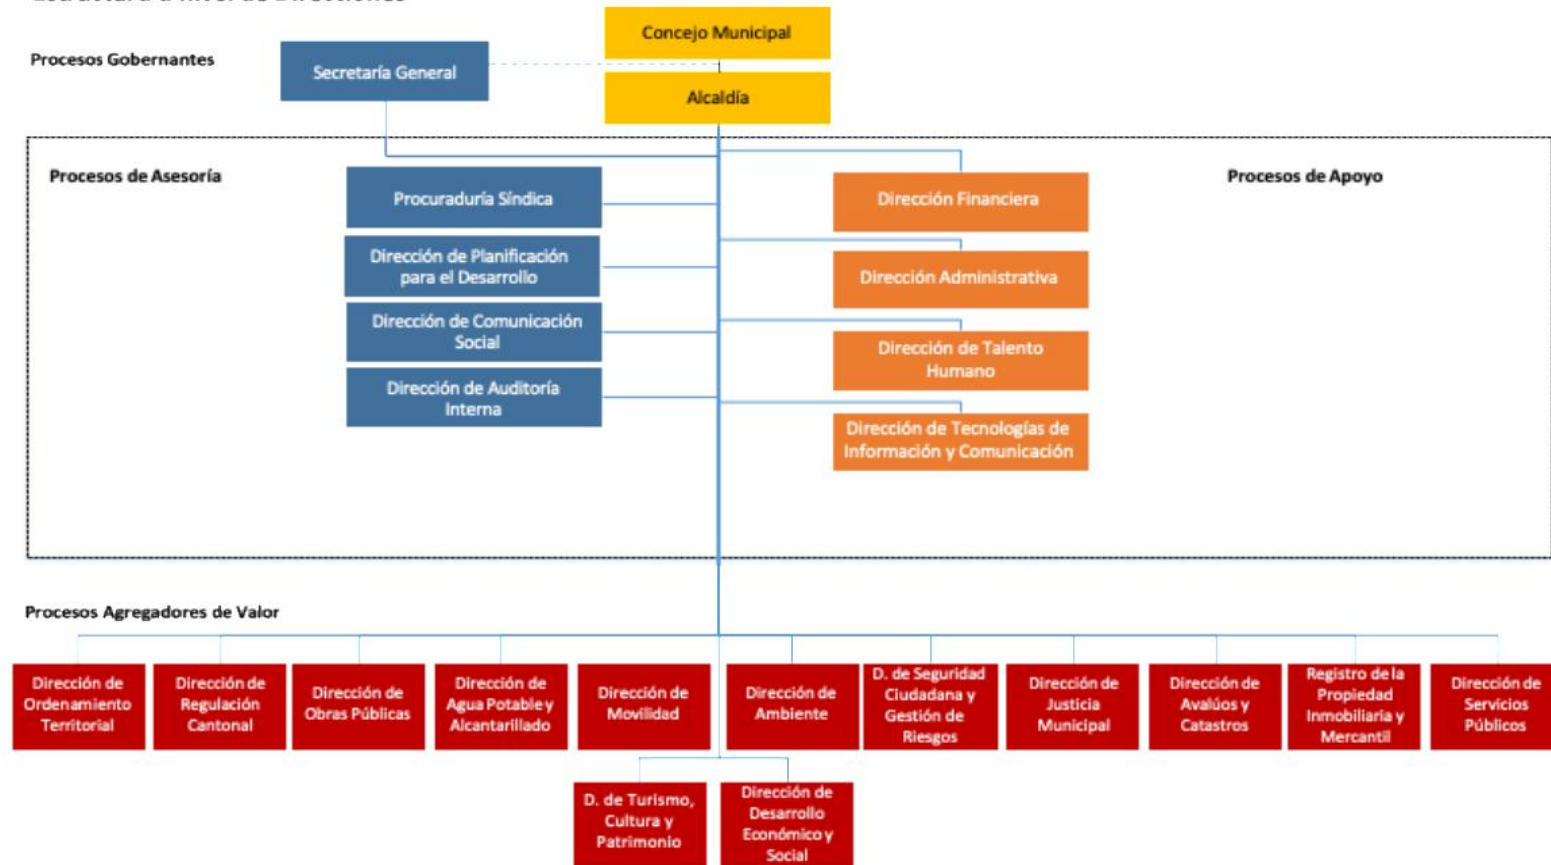 Estructura a nivel de Direcciones
Concejo Municipal
Procesos Gobernantes
Secretaría General
Alcaldía
Procesos de Asesoría
Procesos de Apoyo
Procuraduría Síndica
Dirección de Planificación
para el Desarrollo
Dirección de Comunicación
Social
Dirección de Auditoría
Interna
Dirección Financiera
Dirección Administrativa
Dirección de Talento
Humano
Dirección de Tecnologías de
Información y Comunicación
Procesos Agregadores de Valor
Dirección de
Ordenamiento
Territorial
Dirección de
Regulación
Cantonal
Dirección de
Obras Públicas
Dirección de
Agua Potable y
Alcantarillado
Dirección de
Movilidad
Dirección de
Ambiente
D. de Seguridad
Ciudadana y
Gestión de
Riesgos
Dirección de
Justicia
Municipal
Dirección de
Avalúos y
Catastros
Registro de la
Propiedad
Inmobiliaria y
Mercantil
Dirección de
Servicios
Públicos
D. de Turismo,
Cultura y
Patrimonio
Dirección de
Desarrollo
Económico y
Social